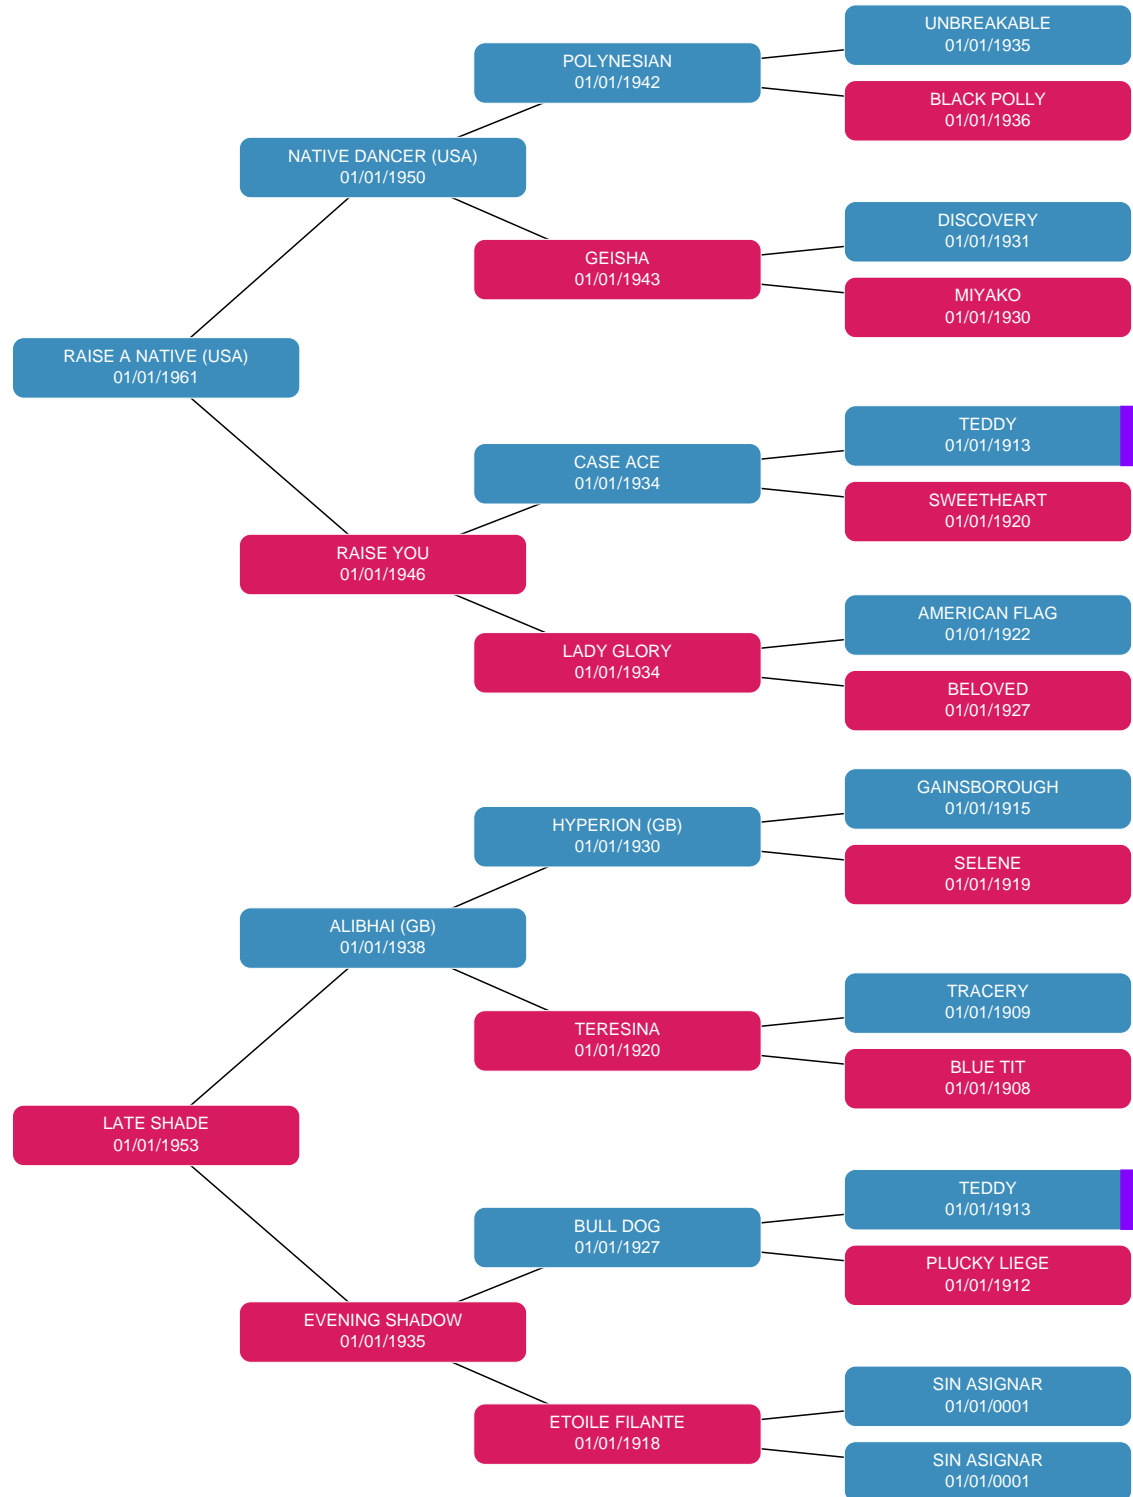 UNBREAKABLE
01/01/1935
POLYNESIAN
01/01/1942
BLACK POLLY
01/01/1936
NATIVE DANCER (USA)
01/01/1950
DISCOVERY
01/01/1931
GEISHA
01/01/1943
MIYAKO
01/01/1930
RAISE A NATIVE (USA)
01/01/1961
TEDDY
01/01/1913
CASE ACE
01/01/1934
SWEETHEART
01/01/1920
RAISE YOU
01/01/1946
AMERICAN FLAG
01/01/1922
LADY GLORY
01/01/1934
BELOVED
01/01/1927
GAINSBOROUGH
01/01/1915
HYPERION (GB)
01/01/1930
SELENE
01/01/1919
ALIBHAI (GB)
01/01/1938
TRACERY
01/01/1909
TERESINA
01/01/1920
BLUE TIT
01/01/1908
LATE SHADE
01/01/1953
TEDDY
01/01/1913
BULL DOG
01/01/1927
PLUCKY LIEGE
01/01/1912
EVENING SHADOW
01/01/1935
SIN ASIGNAR
01/01/0001
ETOILE FILANTE
01/01/1918
SIN ASIGNAR
01/01/0001